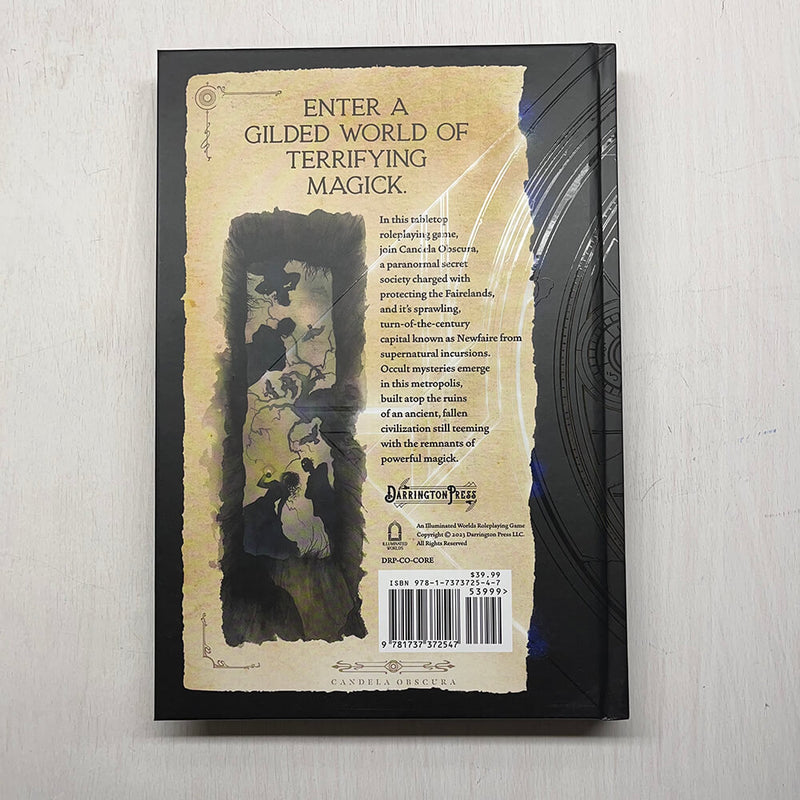 ENTER A
GILDED WORLD OF
TERRIFYING
MAGICK.
In this tabletop
roleplaying game,
join Candela Obscura,
a paranormal secret
society charged with
protecting the Fairelands,
and it's sprawling,
turn-of-the-century
capital known as Newfaire from
supernatural incursions.
Occult mysteries emerge
in this metropolis,
built atop the ruins
of an ancient, fallen
civilization still teeming
with the remnants of
powerful magick.
DARRINGTON PRESS
ILLUMINATED
WORLDS
An Illuminated Worlds Roleplaying Game
Copyright © 2023 Darrington Press LLC.
All Rights Reserved
DRP-CO-CORE
$39.99
ISBN 978-1-7373725-4-7
53999>
9 781737 372547
CANDELA OBSCURA